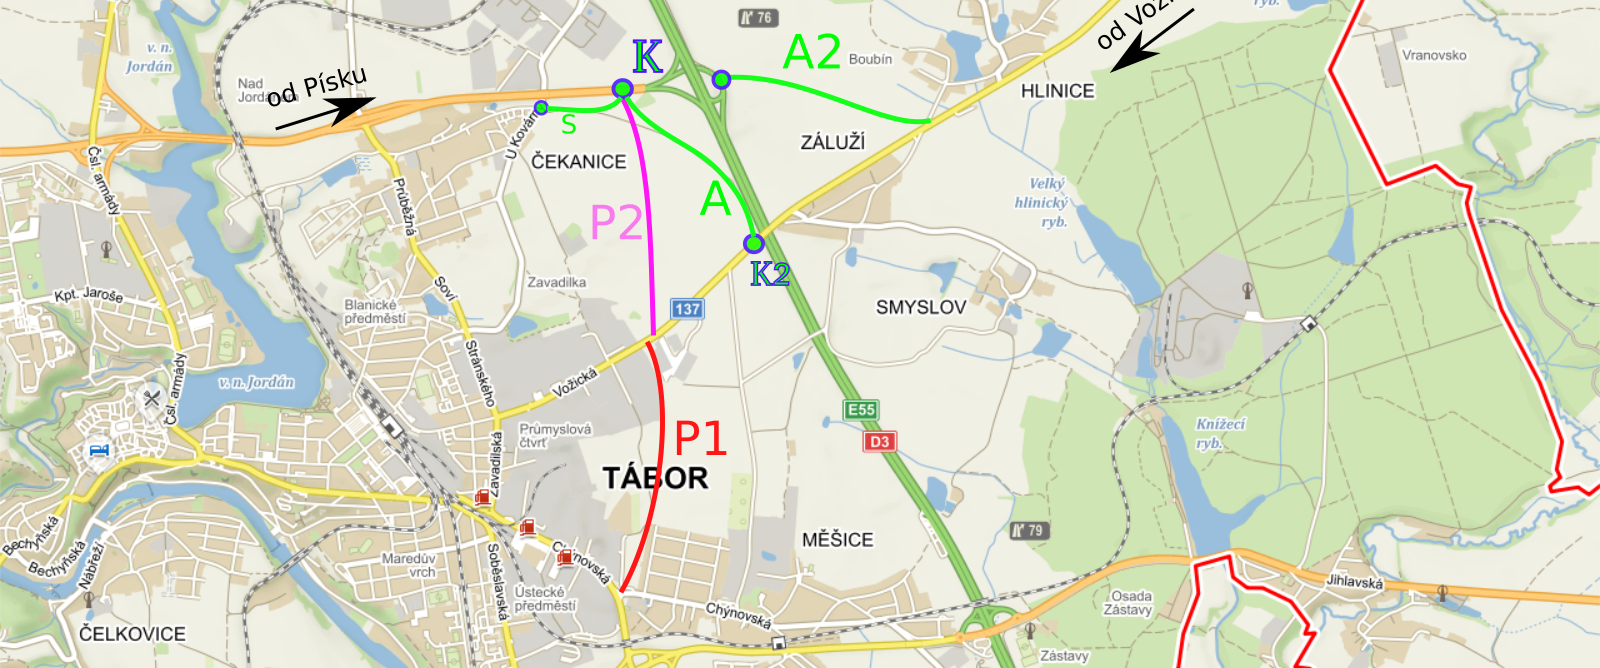 76
od Vož
v. n.
Jordán
K
A2
Boubín
ryb.
Vranovsko
Nad
Jordánem
od Písku
HLINICE
S
U Kovárny
ČEKANICE
ZÁLUŽÍ
Čsl. armády
Průběžná
P2
A
Velký
hlinický
ryb.
K2
Zavadilka
Soví
Kpt. Jaroše
Blanické
předměstí
137
SMYSLOV
Stránského
Vožická
v. n. Jordán
Čsl. armády
E55
D3
Průmyslová
čtvrť
P1
Knížecí
ryb.
TÁBOR
Zavadilská
79
MĚŠICE
Bechyňská
Bechyňská
Nábřeží
Maredův
vrch
Chýnovská
Soběslavská
Ústecké
předměstí
Chýnovská
Jihlavská
Osada
Zástavy
ČELKOVICE
Zástavy